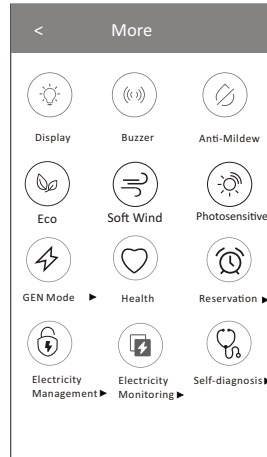 < More
Display Buzzer Anti-Mildew
Eco Soft Wind Photosensitive
GEN Mode ▶ Health Reservation ▶
Electricity Electricity Self-diagnosis▶
Management▶ Monitoring ▶